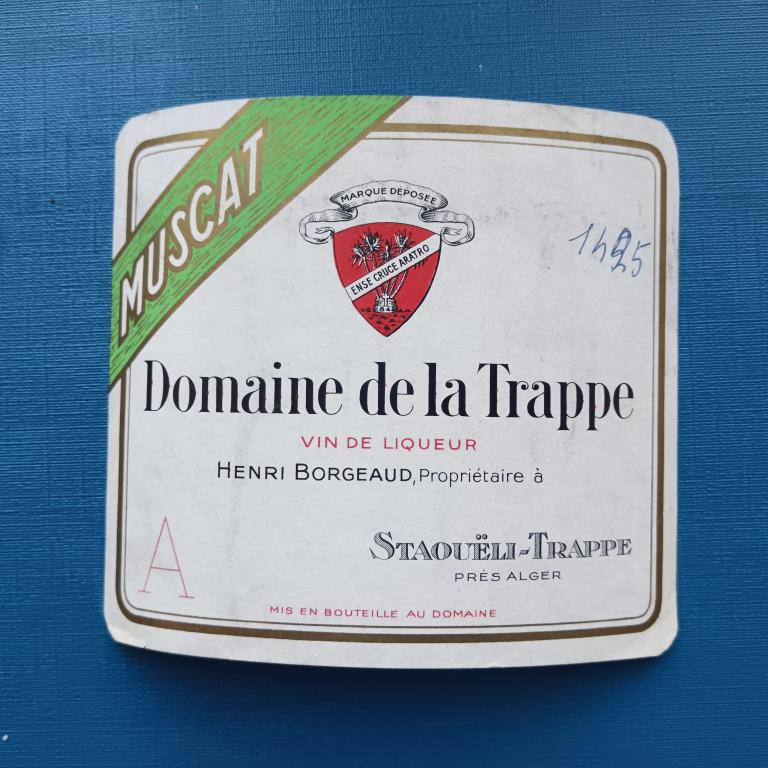 MUSCAT
MARQUE DÉPOSÉE
ENSE CRUCE ARATRO
Domaine de la Trappe
VIN DE LIQUEUR
HENRI BORGEAUD, Propriétaire à
STAOUËLI-TRAPPE
PRÈS ALGER
A
MIS EN BOUTEILLE AU DOMAINE